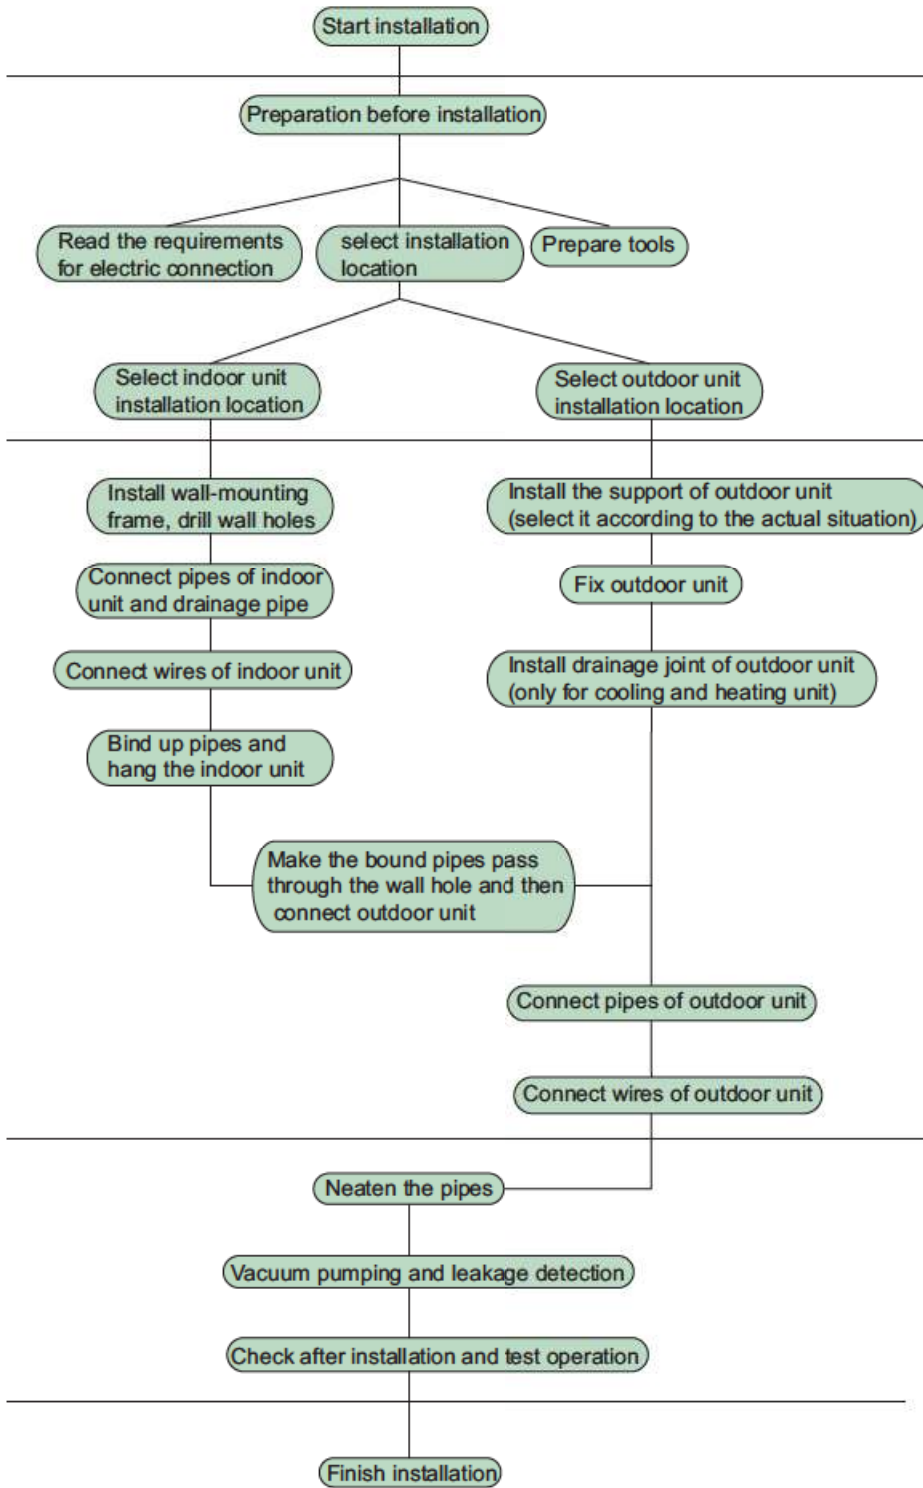 Start installation
Preparation before installation
Read the requirements
for electric connection
select installation
location
Prepare tools
Select indoor unit
installation location
Select outdoor unit
installation location
Install wall-mounting
frame, drill wall holes
Install the support of outdoor unit
(select it according to the actual situation)
Connect pipes of indoor
unit and drainage pipe
Fix outdoor unit
Connect wires of indoor unit
Install drainage joint of outdoor unit
(only for cooling and heating unit)
Bind up pipes and
hang the indoor unit
Make the bound pipes pass
through the wall hole and then
connect outdoor unit
Connect pipes of outdoor unit
Connect wires of outdoor unit
Neaten the pipes
Vacuum pumping and leakage detection
Check after installation and test operation
Finish installation